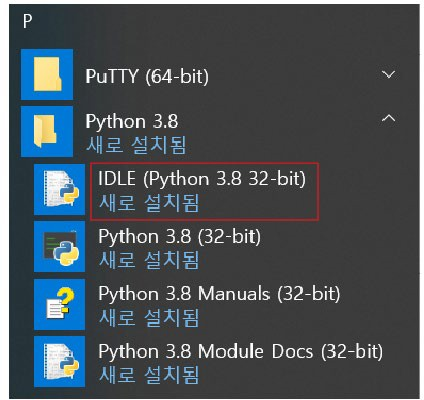 P
PuTTY (64-bit)
Python 3.8
새로 설치됨
IDLE (Python 3.8 32-bit)
새로 설치됨
Python 3.8 (32-bit)
새로 설치됨
Python 3.8 Manuals (32-bit)
새로 설치됨
Python 3.8 Module Docs (32-bit)
새로 설치됨